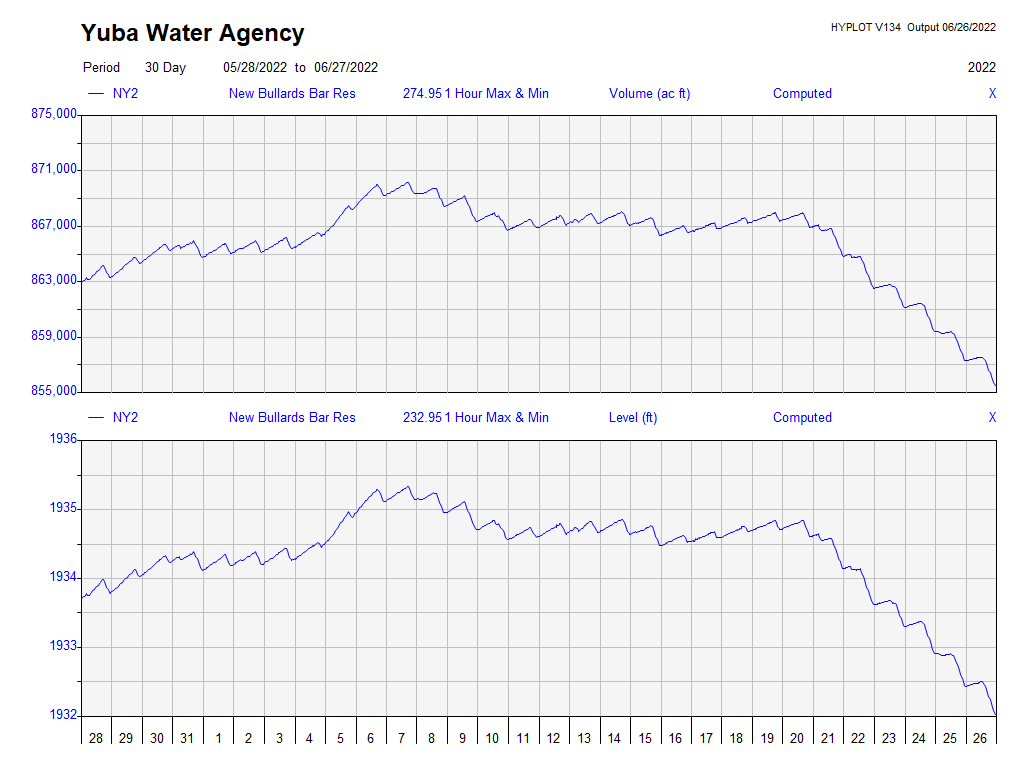 Yuba Water Agency
HYPLOT V134 Output 06/26/2022
Period 30 Day 05/28/2022 to 06/27/2022 2022
NY2 New Bullards Bar Res 274.95 1 Hour Max & Min Volume (ac ft) Computed X
875,000
871,000
867,000
863,000
859,000
855,000
NY2 New Bullards Bar Res 232.95 1 Hour Max & Min Level (ft) Computed X
1936
1935
1934
1933
1932
28 29 30 31 1 2 3 4 5 6 7 8 9 10 11 12 13 14 15 16 17 18 19 20 21 22 23 24 25 26